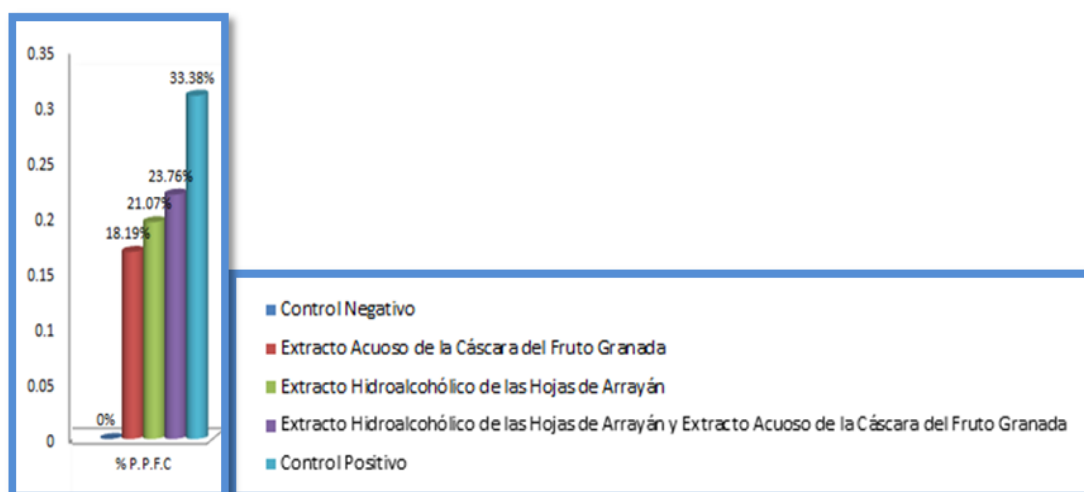 0.35
33.38%
0.3
0.25
23.76%
21.07%
0.2
18.19%
0.15
0.1
0.05
0%
0
% P.P.F.C
Control Negativo
Extracto Acuoso de la Cáscara del Fruto Granada
Extracto Hidroalcohólico de las Hojas de Arrayán
Extracto Hidroalcohólico de las Hojas de Arrayán y Extracto Acuoso de la Cáscara del Fruto Granada
Control Positivo